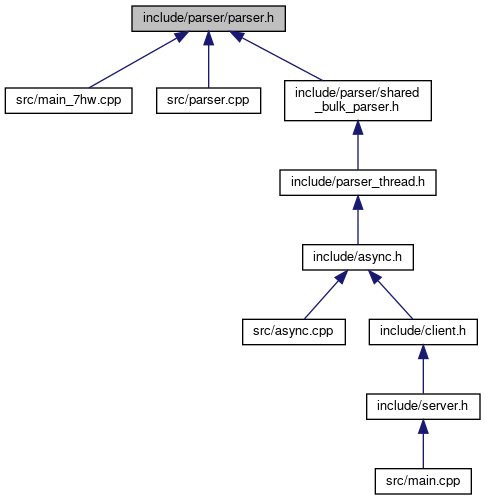 include/parser/parser.h
src/main_7hw.cpp
src/parser.cpp
include/parser/shared
_bulk_parser.h
include/parser_thread.h
include/async.h
src/async.cpp
include/client.h
include/server.h
src/main.cpp